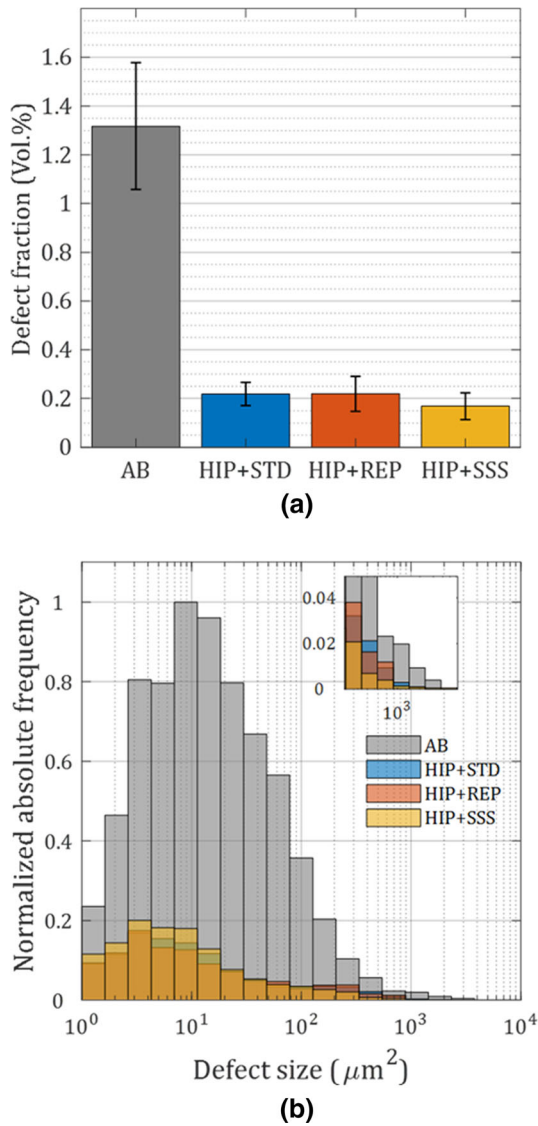 Defect fraction (Vol.%)
1.6
1.4
1.2
1
0.8
0.6
0.4
0.2
0
AB HIP+STD HIP+REP HIP+SSS
(a)
Normalized absolute frequency
1
0.8
0.6
0.4
0.2
0
0.04
0.02
0
10³
AB
HIP+STD
HIP+REP
HIP+SSS
10⁰ 10¹ 10² 10³ 10⁴
Defect size (μm²)
(b)